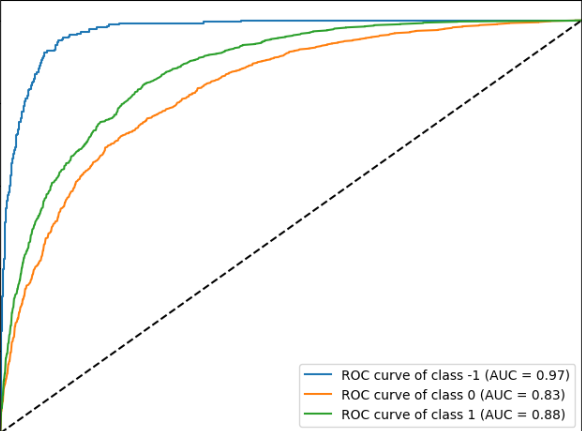 ROC curve of class -1 (AUC = 0.97)
ROC curve of class 0 (AUC = 0.83)
ROC curve of class 1 (AUC = 0.88)